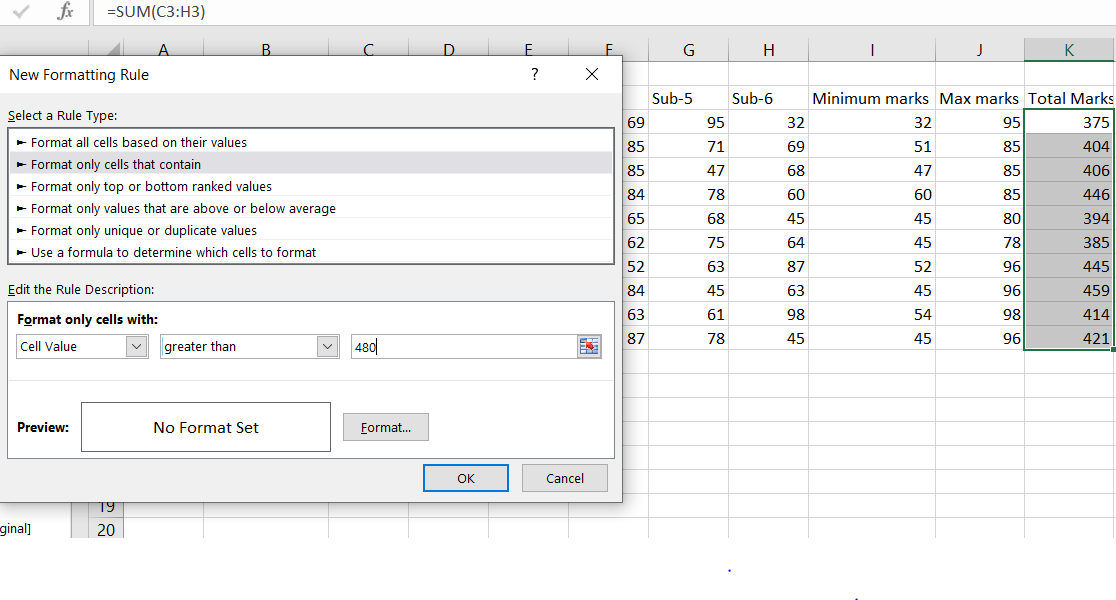 fx =SUM(C3:H3)
A B C D E F G H I J K
New Formatting Rule ? ×
Select a Rule Type:
► Format all cells based on their values
► Format only cells that contain
► Format only top or bottom ranked values
► Format only values that are above or below average
► Format only unique or duplicate values
► Use a formula to determine which cells to format
Edit the Rule Description:
Format only cells with:
Cell Value greater than 480
Preview: No Format Set Format...
OK Cancel
Sub-5 Sub-6 Minimum marks Max marks Total Marks
69 95 32 32 95 375
85 71 69 51 85 404
85 47 68 47 85 406
84 78 60 60 85 446
65 68 45 45 80 394
62 75 64 45 78 385
52 63 87 52 96 445
84 45 63 45 96 459
63 61 98 54 98 414
87 78 45 45 96 421
19
ginal] 20